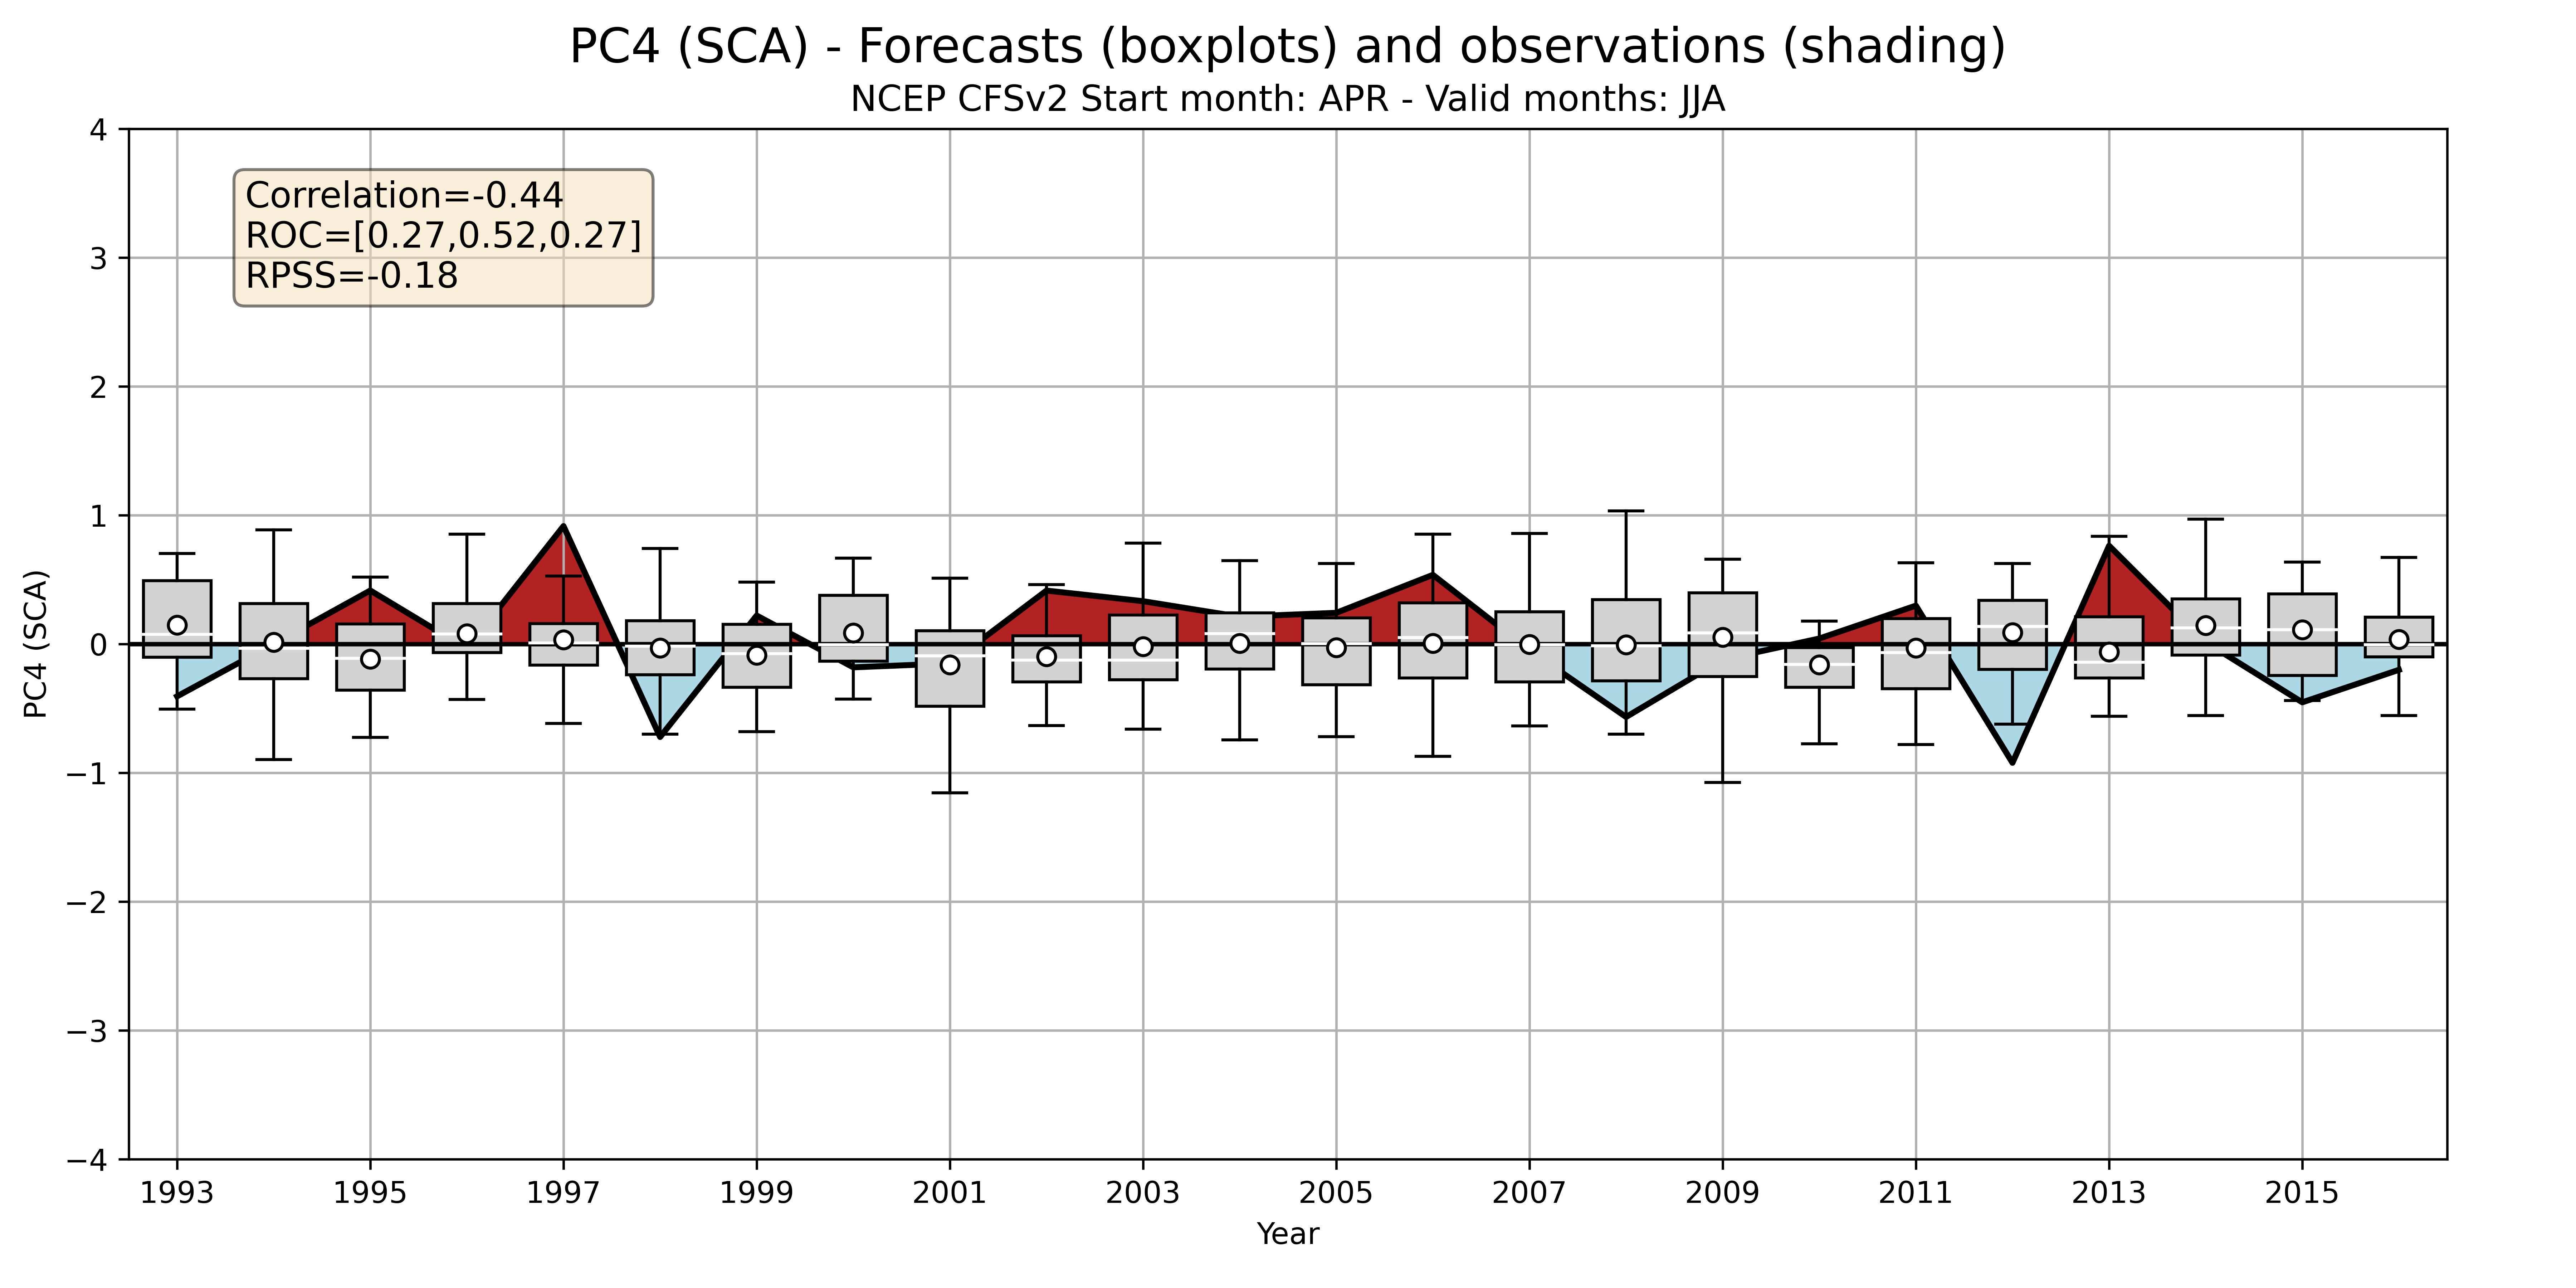 PC4 (SCA) - Forecasts (boxplots) and observations (shading)
NCEP CFSv2 Start month: APR - Valid months: JJA
Correlation=-0.44
ROC=[0.27,0.52,0.27]
RPSS=-0.18
PC4 (SCA)
4
3
2
1
0
−1
−2
−3
−4
1993 1995 1997 1999 2001 2003 2005 2007 2009 2011 2013 2015
Year